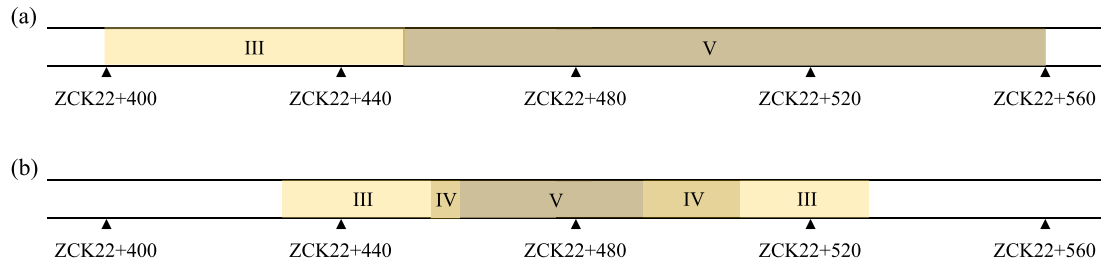 (a)
III V
ZCK22+400 ZCK22+440 ZCK22+480 ZCK22+520 ZCK22+560
(b)
III IV V IV III
ZCK22+400 ZCK22+440 ZCK22+480 ZCK22+520 ZCK22+560